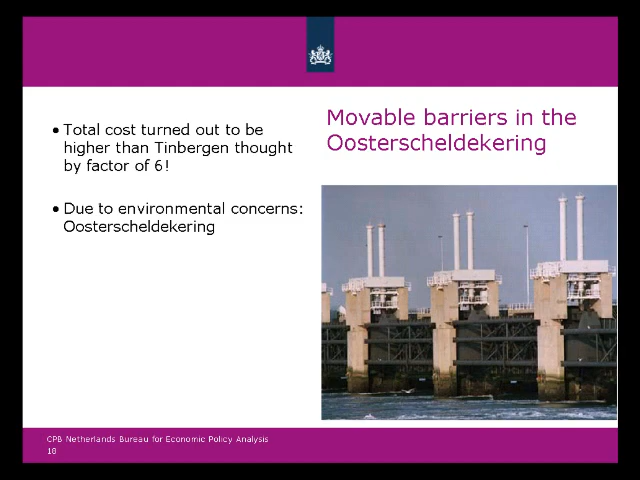 Movable barriers in the
Oosterscheldekering
• Total cost turned out to be
higher than Tinbergen thought
by factor of 6!
• Due to environmental concerns:
Oosterscheldekering
CPB Netherlands Bureau for Economic Policy Analysis
18